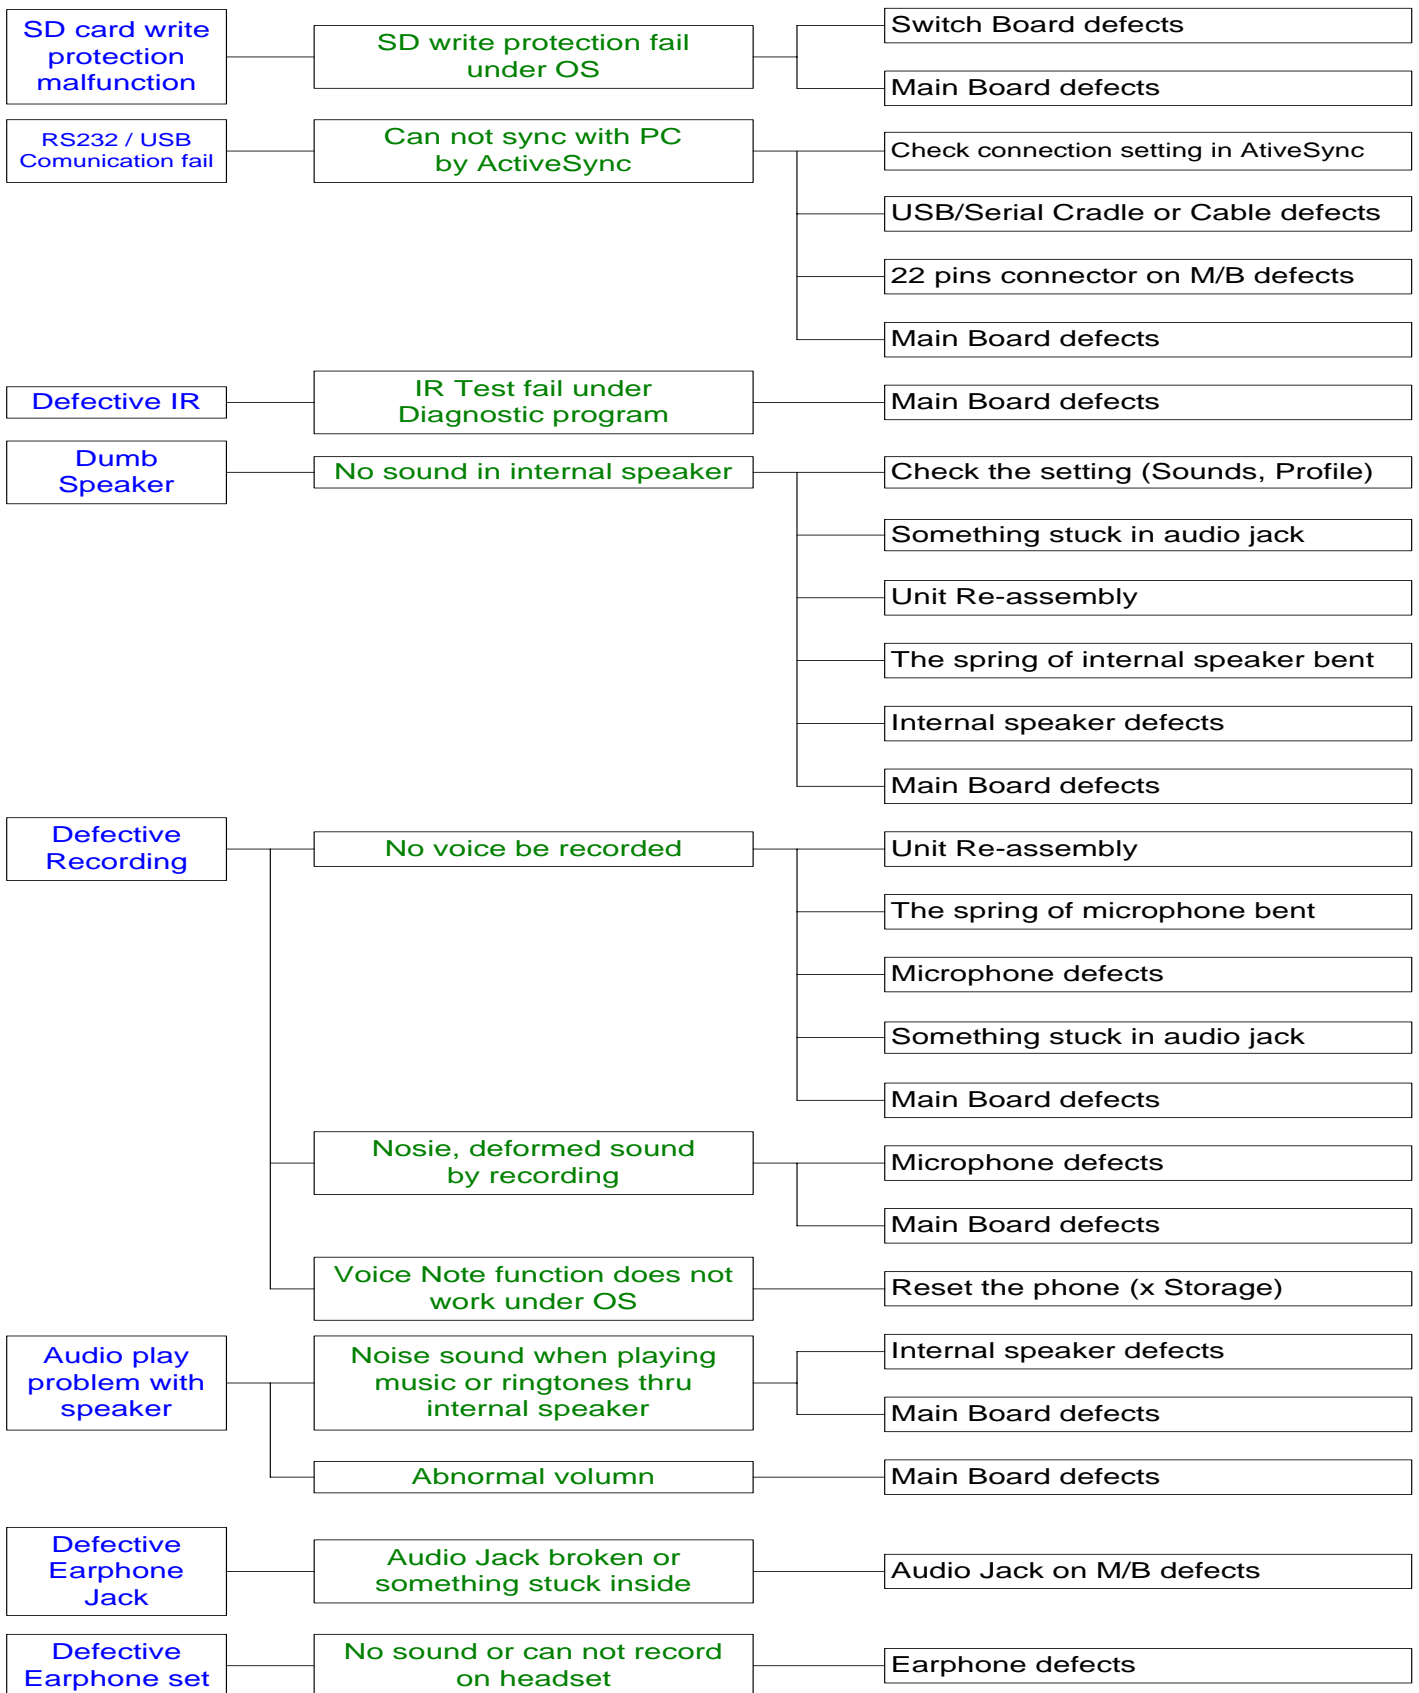 SD card write
protection
malfunction
SD write protection fail
under OS
Switch Board defects
Main Board defects
RS232 / USB
Comunication fail
Can not sync with PC
by ActiveSync
Check connection setting in AtiveSync
USB/Serial Cradle or Cable defects
22 pins connector on M/B defects
Main Board defects
Defective IR
IR Test fail under
Diagnostic program
Main Board defects
Dumb
Speaker
No sound in internal speaker
Check the setting (Sounds, Profile)
Something stuck in audio jack
Unit Re-assembly
The spring of internal speaker bent
Internal speaker defects
Main Board defects
Defective
Recording
No voice be recorded
Unit Re-assembly
The spring of microphone bent
Microphone defects
Something stuck in audio jack
Main Board defects
Nosie, deformed sound
by recording
Microphone defects
Main Board defects
Voice Note function does not
work under OS
Reset the phone (x Storage)
Audio play
problem with
speaker
Noise sound when playing
music or ringtones thru
internal speaker
Internal speaker defects
Main Board defects
Abnormal volumn
Main Board defects
Defective
Earphone
Jack
Audio Jack broken or
something stuck inside
Audio Jack on M/B defects
Defective
Earphone set
No sound or can not record
on headset
Earphone defects